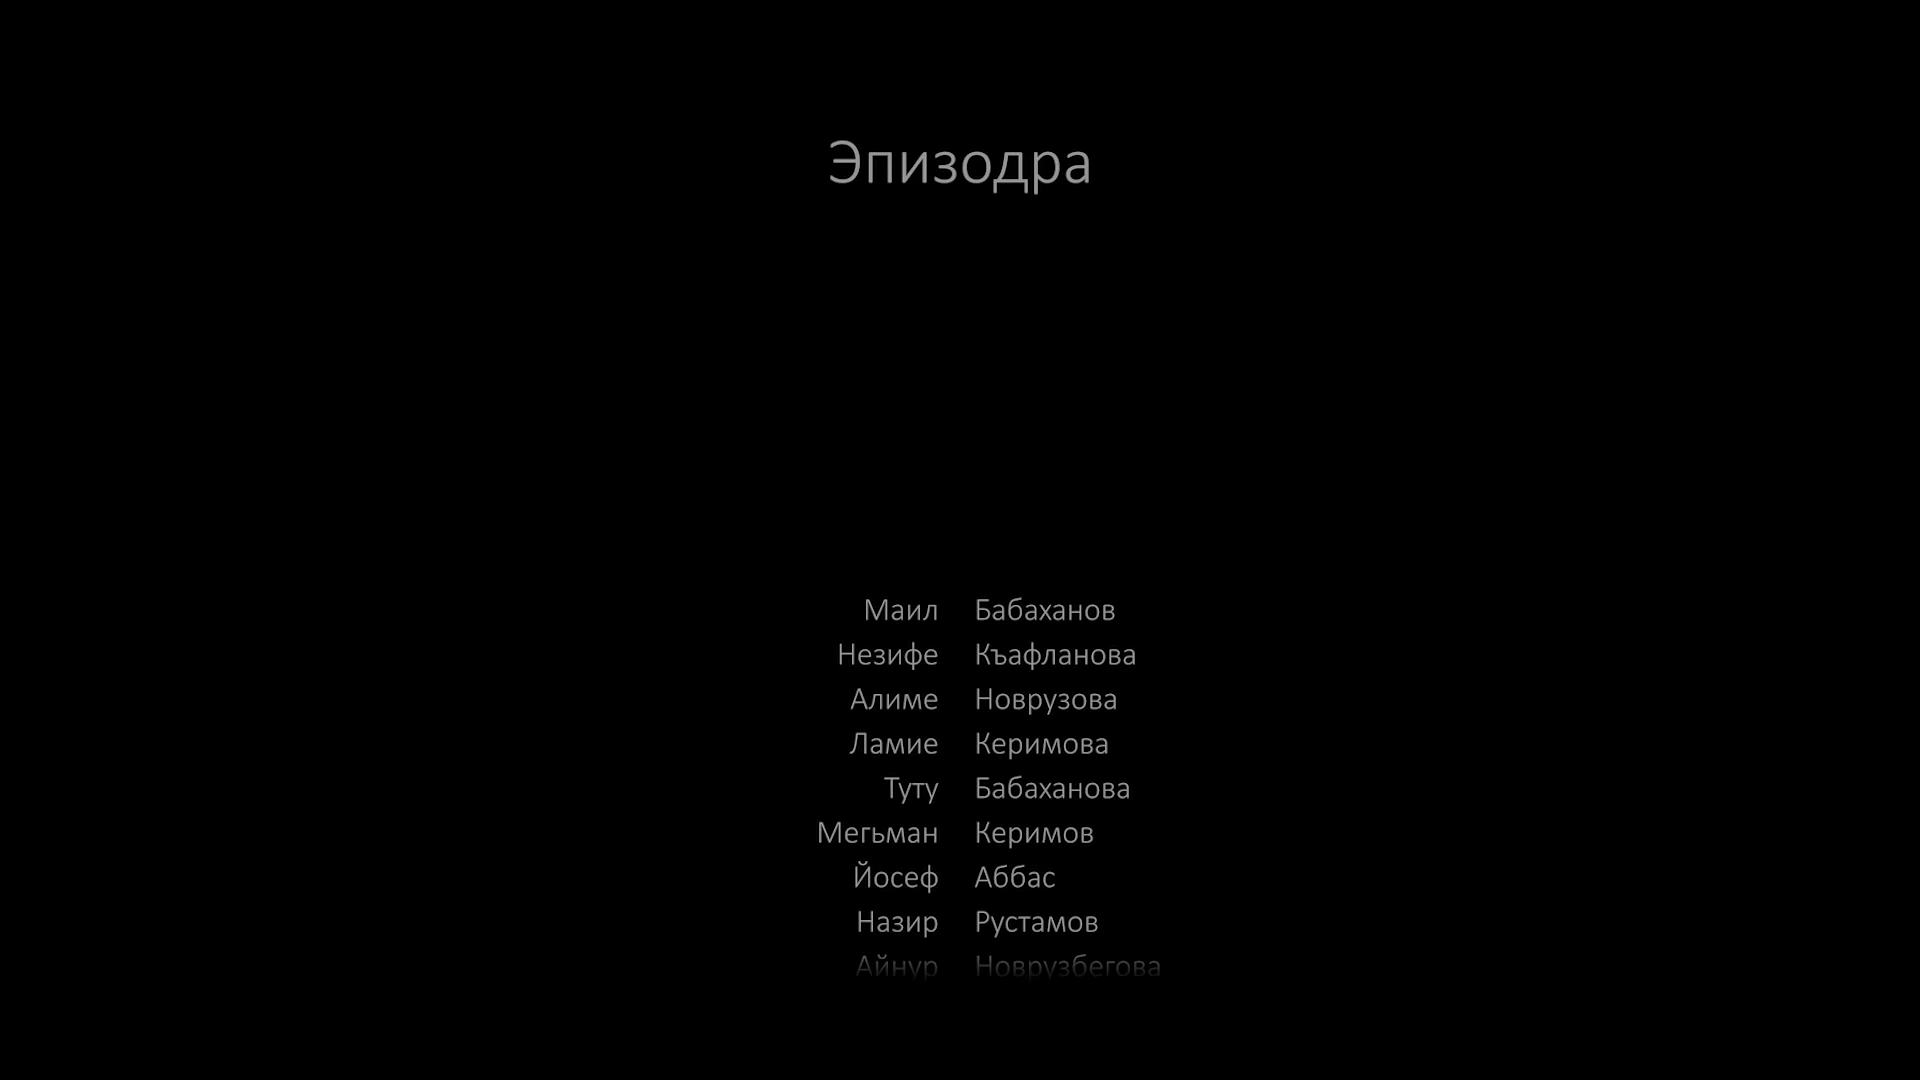 Эпизодра
Маил Бабаханов
Незифе Къафланова
Алиме Новрузова
Ламие Керимова
Туту Бабаханова
Мегьман Керимов
Йосеф Аббас
Назир Рустамов
Айнур Новрузбегова